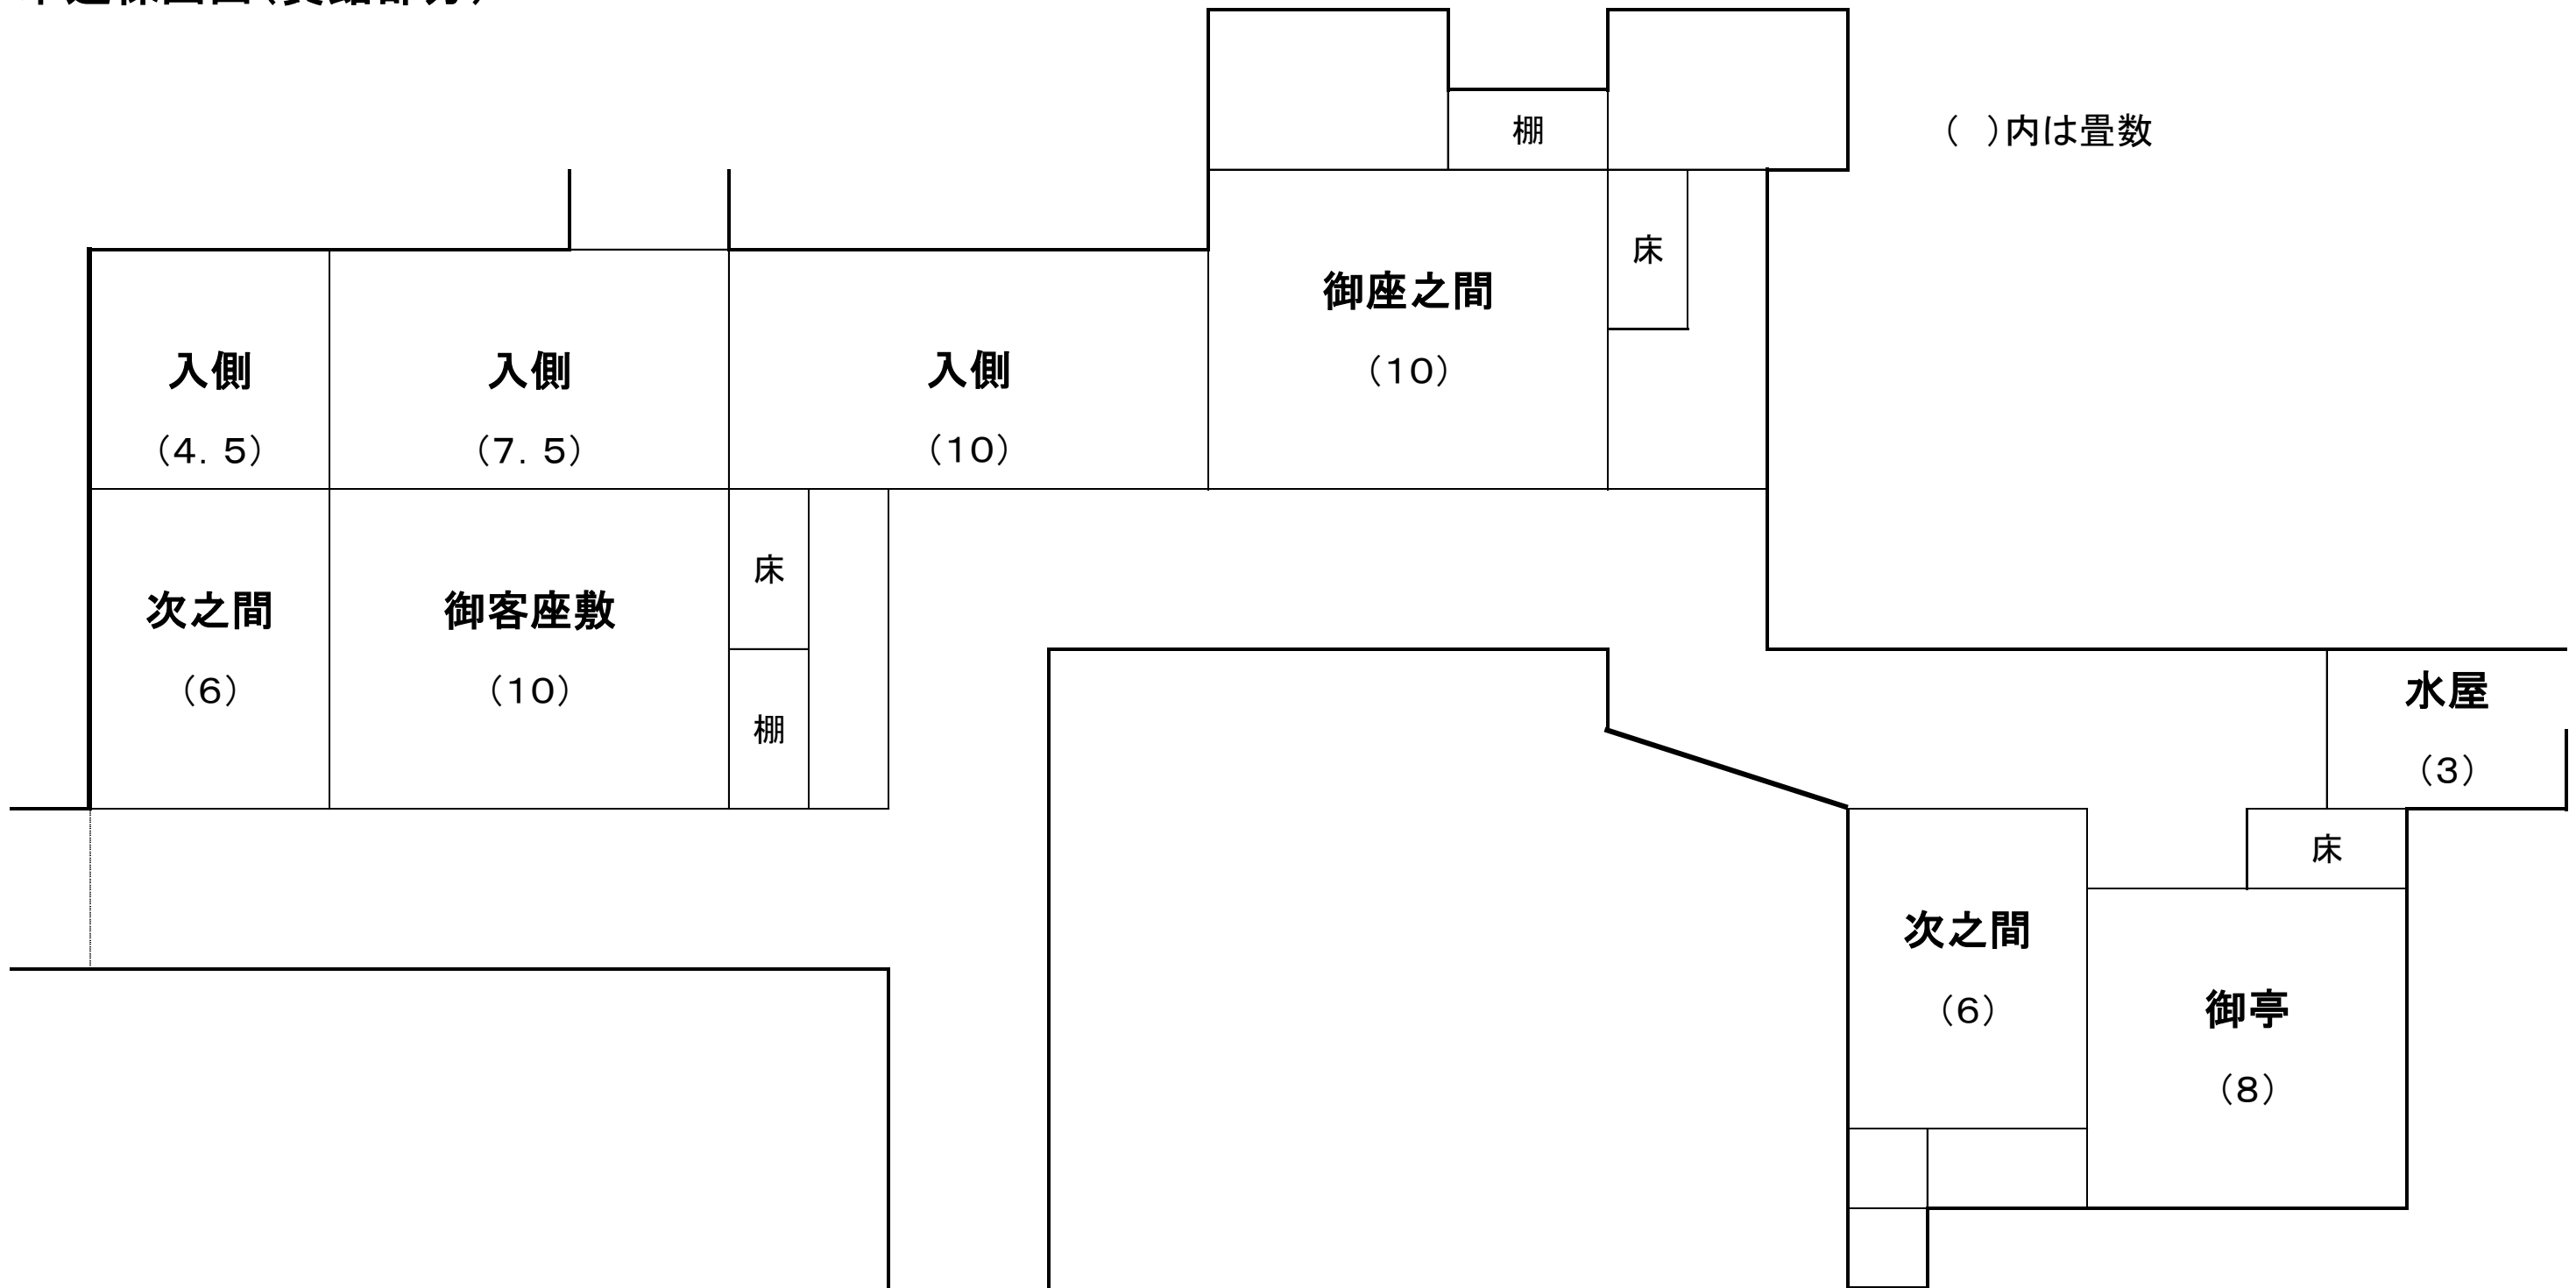 棚
( )内は畳数
床
御座之間
(10)
入側
(4.5)
入側
(7.5)
入側
(10)
床
次之間
(6)
御客座敷
(10)
棚
水屋
(3)
床
次之間
(6)
御亭
(8)